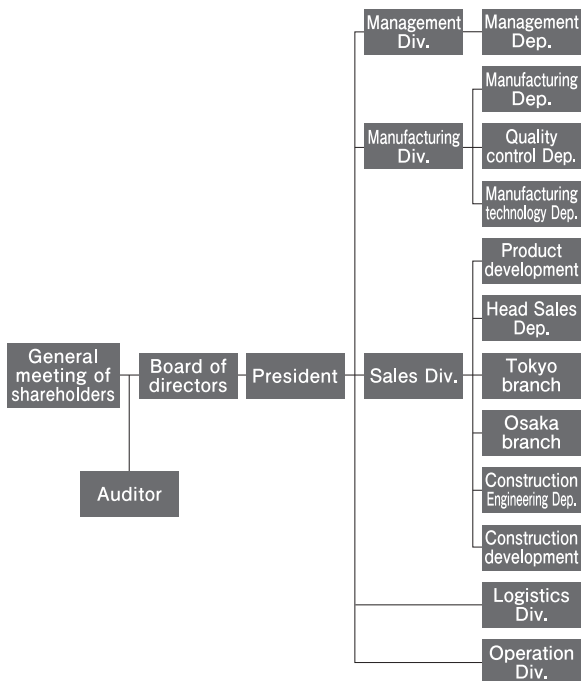 General
meeting of
shareholders
Auditor
Board of
directors
President
Management
Div.
Management
Dep.
Manufacturing
Div.
Manufacturing
Dep.
Quality
control Dep.
Manufacturing
technology Dep.
Sales Div.
Product
development
Head Sales
Dep.
Tokyo
branch
Osaka
branch
Construction
Engineering Dep.
Construction
development
Logistics
Div.
Operation
Div.